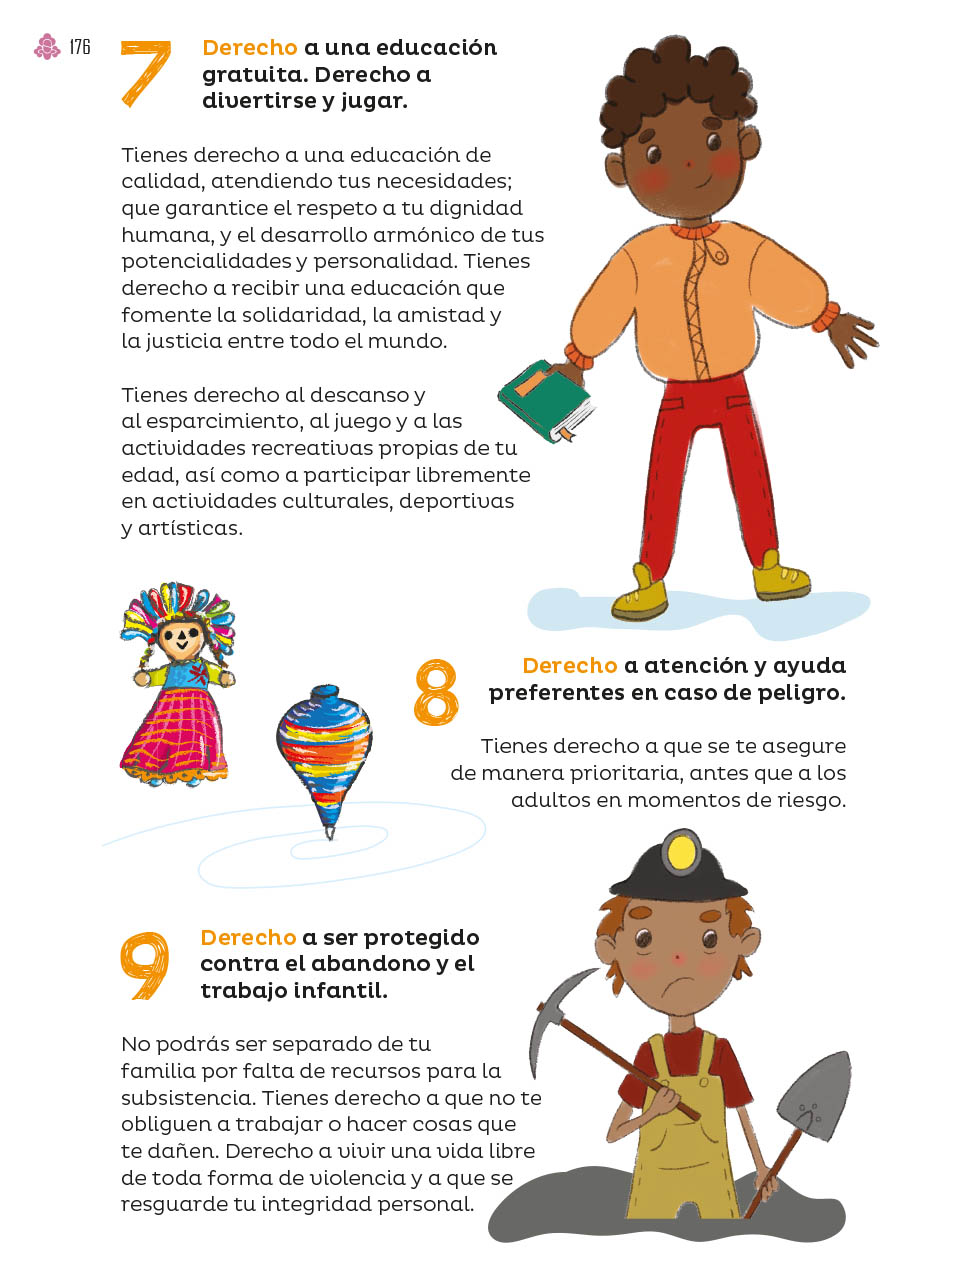 176
7
Derecho a una educación
gratuita. Derecho a
divertirse y jugar.
Tienes derecho a una educación de
calidad, atendiendo tus necesidades;
que garantice el respeto a tu dignidad
humana, y el desarrollo armónico de tus
potencialidades y personalidad. Tienes
derecho a recibir una educación que
fomente la solidaridad, la amistad y
la justicia entre todo el mundo.
Tienes derecho al descanso y
al esparcimiento, al juego y a las
actividades recreativas propias de tu
edad, así como a participar libremente
en actividades culturales, deportivas
y artísticas.
8
Derecho a atención y ayuda
preferentes en caso de peligro.
Tienes derecho a que se te asegure
de manera prioritaria, antes que a los
adultos en momentos de riesgo.
9
Derecho a ser protegido
contra el abandono y el
trabajo infantil.
No podrás ser separado de tu
familia por falta de recursos para la
subsistencia. Tienes derecho a que no te
obliguen a trabajar o hacer cosas que
te dañen. Derecho a vivir una vida libre
de toda forma de violencia y a que se
resguarde tu integridad personal.